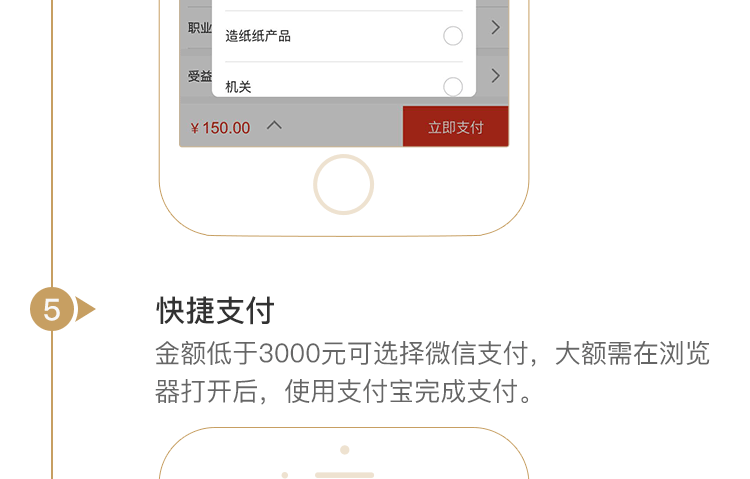 职业
造纸纸产品
受益
机关
￥150.00
立即支付
5
快捷支付
金额低于3000元可选择微信支付，大额需在浏览
器打开后，使用支付宝完成支付。